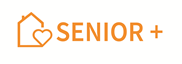 SENIOR +